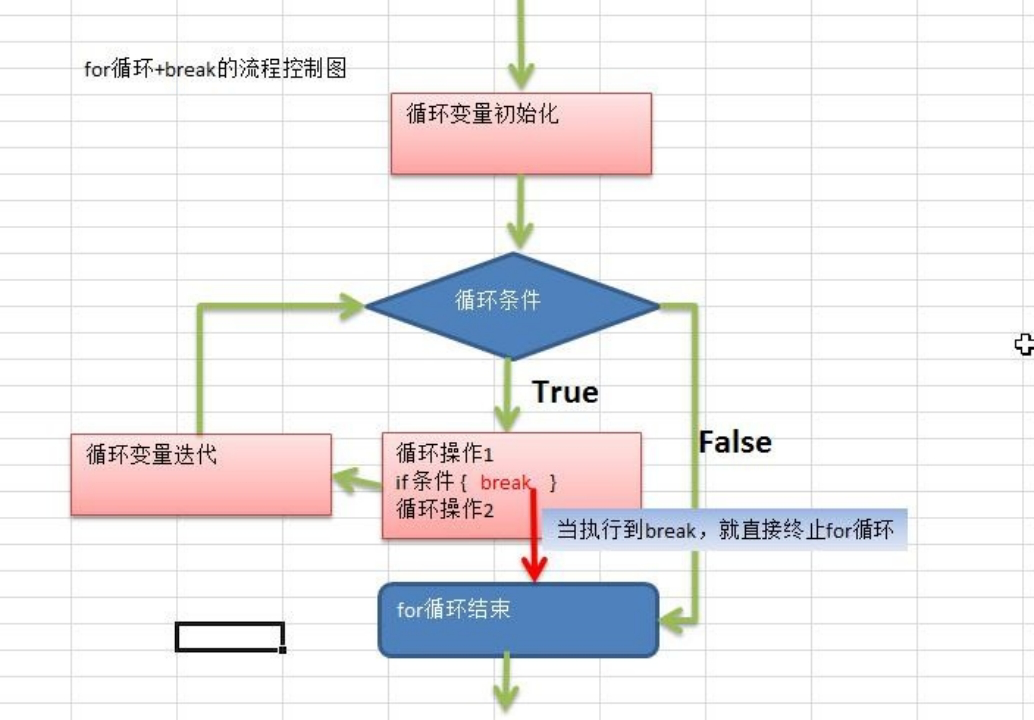 for循环+break的流程控制图
循环变量初始化
循环条件
True
False
循环变量迭代
循环操作1
if 条件 { break }
循环操作2
当执行到break，就直接终止for循环
for循环结束